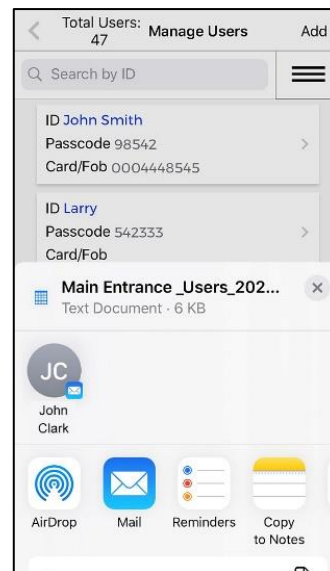 Total Users:
47
Manage Users
Add
Search by ID
ID John Smith
Passcode 98542
Card/Fob 0004448545
ID Larry
Passcode 542333
Card/Fob
Main Entrance _Users_202...
Text Document · 6 KB
JC
John
Clark
AirDrop
Mail
Reminders
Copy
to Notes